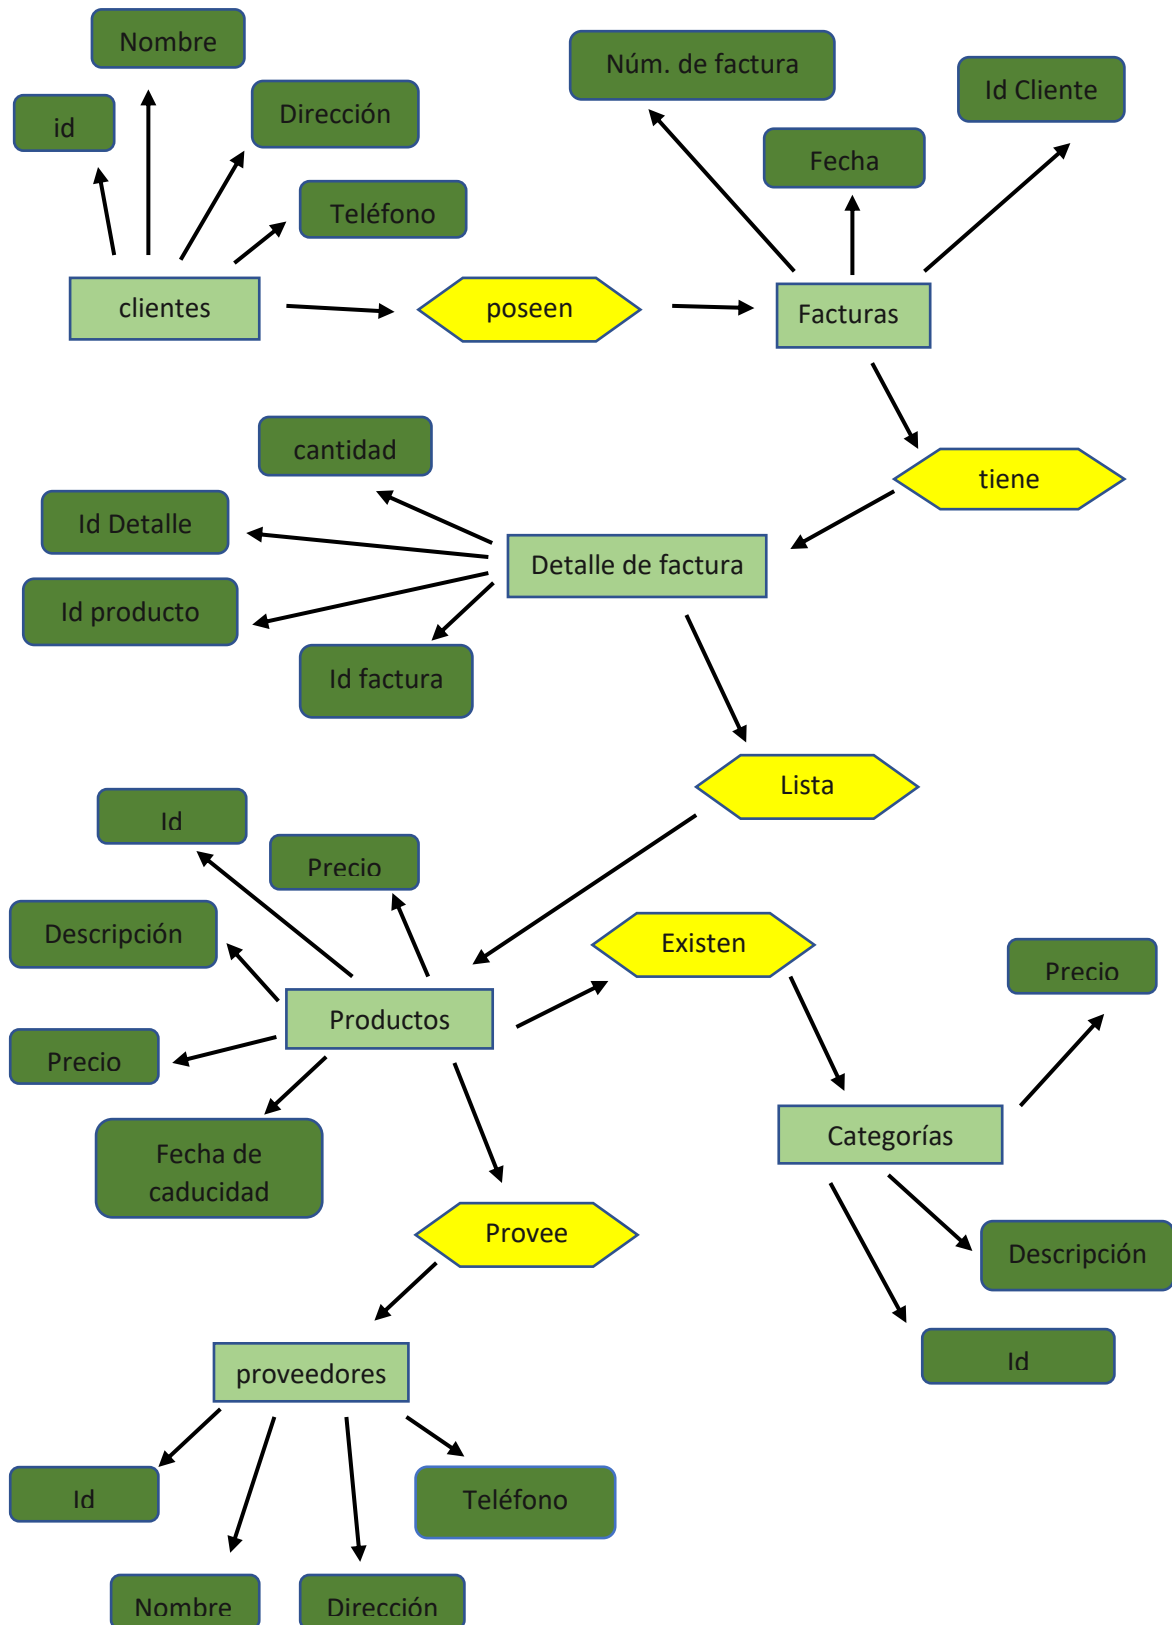 Nombre
Núm. de factura
Id Cliente
id
Dirección
Fecha
Teléfono
clientes
poseen
Facturas
cantidad
tiene
Id Detalle
Detalle de factura
Id producto
Id factura
Lista
Id
Precio
Descripción
Existen
Precio
Productos
Precio
Categorías
Fecha de
caducidad
Provee
Descripción
Id
proveedores
Id
Teléfono
Nombre
Dirección